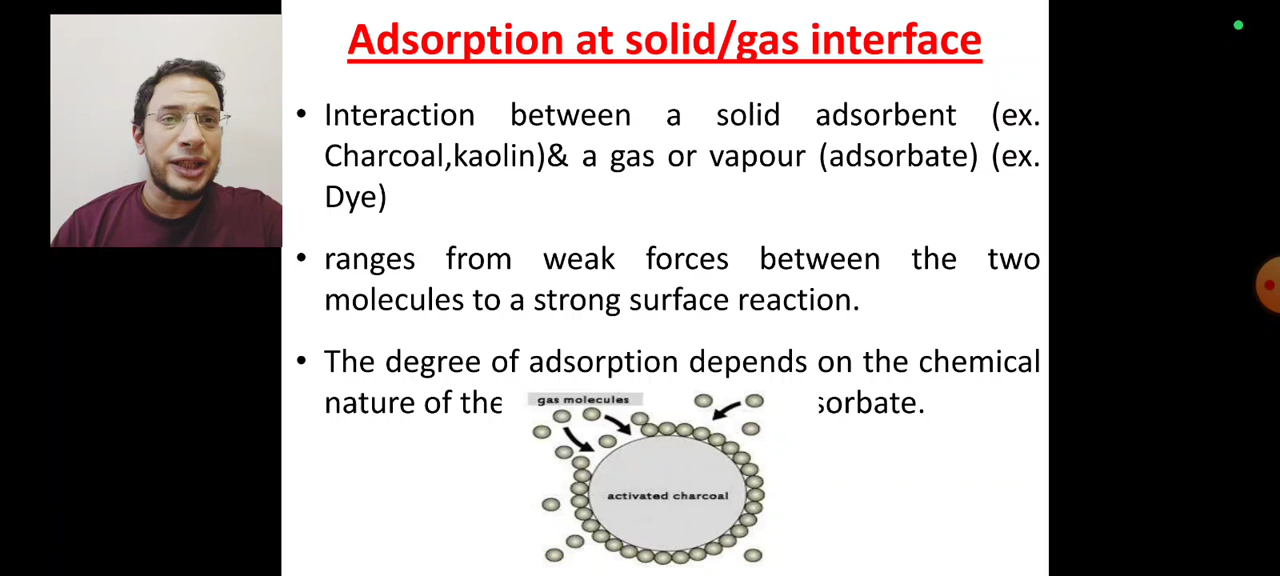 Adsorption at solid/gas interface
• Interaction between a solid adsorbent (ex.
Charcoal,kaolin)& a gas or vapour (adsorbate) (ex.
Dye)
• ranges from weak forces between the two
molecules to a strong surface reaction.
• The degree of adsorption depends on the chemical
nature of the sorbate.
gas molecules
activated charcoal